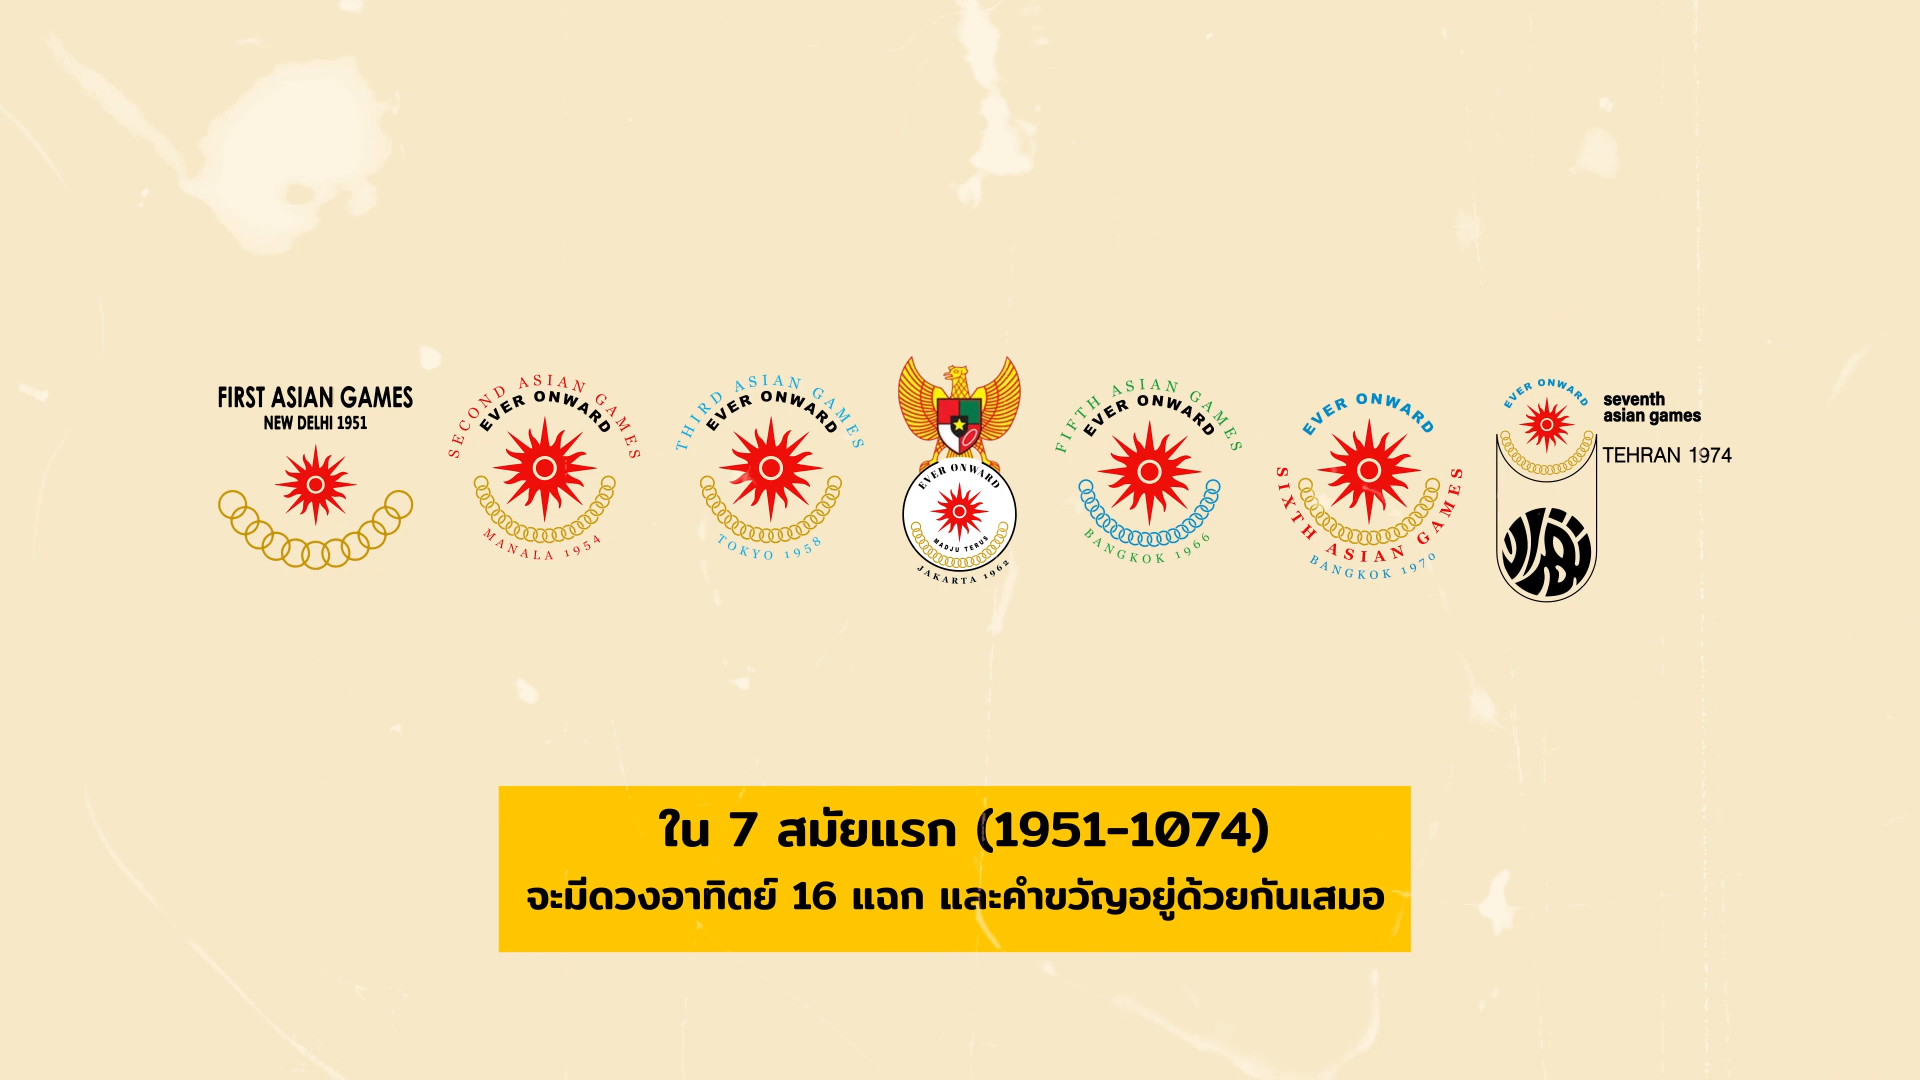 FIRST ASIAN GAMES
NEW DELHI 1951
SECOND ASIAN GAMES
EVER ONWARD
MANALA 1954
THIRD ASIAN GAMES
EVER ONWARD
TOKYO 1958
EVER ONWARD
MADJU TERUS
JAKARTA 1962
FIFTH ASIAN GAMES
EVER ONWARD
BANGKOK 1966
EVER ONWARD
SIXTH ASIAN GAMES
BANGKOK 1970
EVER ONWARD
seventh
asian games
TEHRAN 1974
ใน 7 สมัยแรก (1951-1074)
จะมีดวงอาทิตย์ 16 แฉก และคำขวัญอยู่ด้วยกันเสมอ